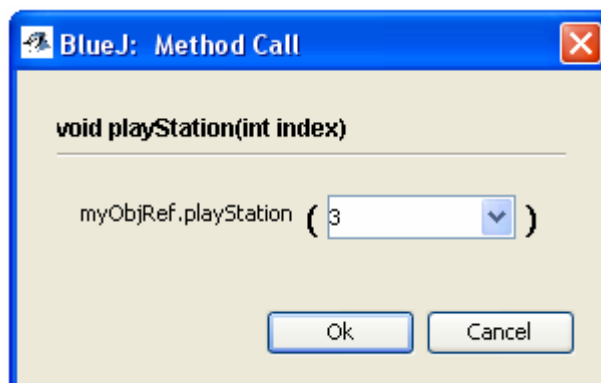 BlueJ: Method Call
void playStation(int index)
myObjRef.playStation ( 3 )
Ok Cancel